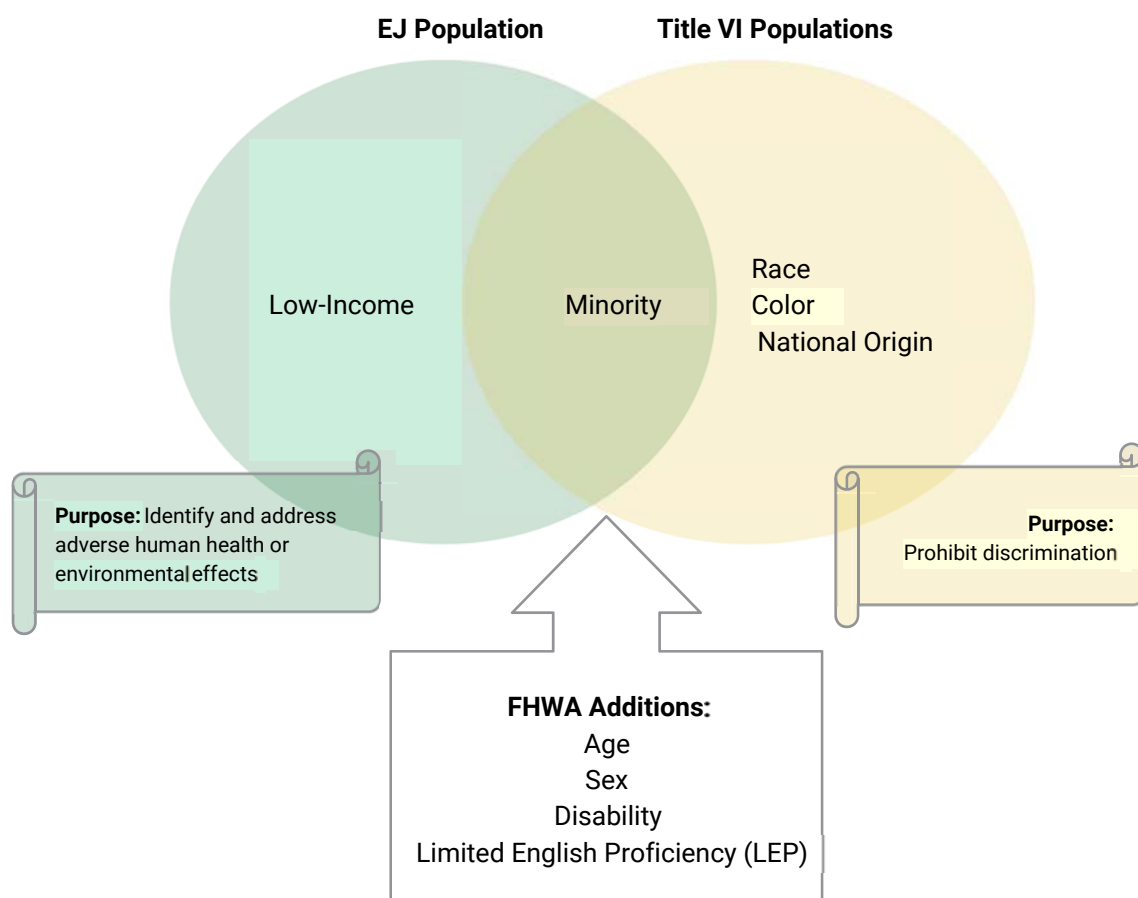 EJ Population
Title VI Populations
Low-Income
Minority
Race
Color
National Origin
Purpose: Identify and address
adverse human health or
environmental effects
Purpose:
Prohibit discrimination
FHWA Additions:
Age
Sex
Disability
Limited English Proficiency (LEP)